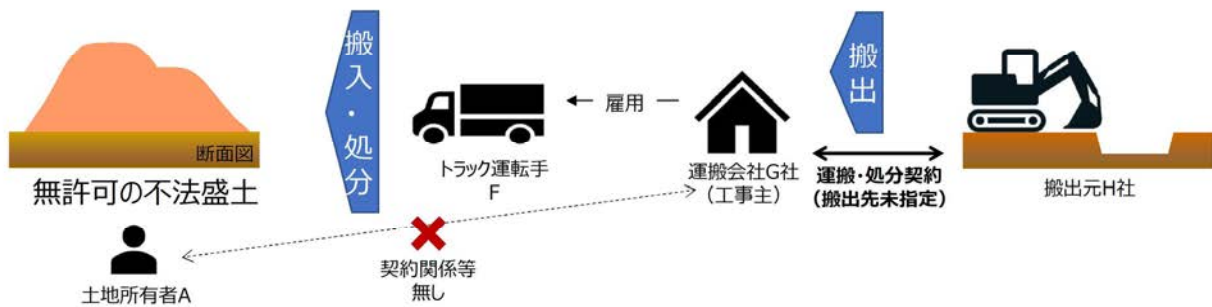 断面図
無許可の不法盛土
土地所有者A
搬入・処分
トラック運転手
F
契約関係等
無し
雇用
運搬会社G社
（工事主）
搬出
運搬・処分契約
（搬出先未指定）
搬出元H社